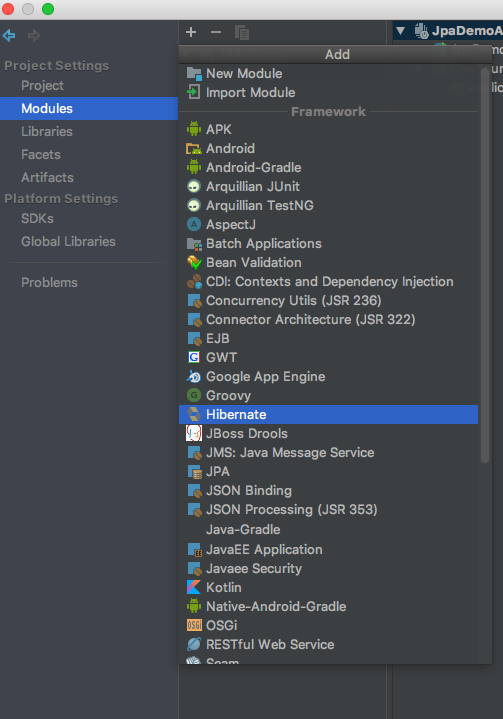 JpaDemoA
Add
Project Settings
Project
Modules
Libraries
Facets
Artifacts
Platform Settings
SDKs
Global Libraries
Problems
New Module
Import Module
Framework
APK
Android
Android-Gradle
Arquillian JUnit
Arquillian TestNG
AspectJ
Batch Applications
Bean Validation
CDI: Contexts and Dependency Injection
Concurrency Utils (JSR 236)
Connector Architecture (JSR 322)
EJB
GWT
Google App Engine
Groovy
Hibernate
JBoss Drools
JMS: Java Message Service
JPA
JSON Binding
JSON Processing (JSR 353)
Java-Gradle
JavaEE Application
Javaee Security
Kotlin
Native-Android-Gradle
OSGi
RESTful Web Service
Seam